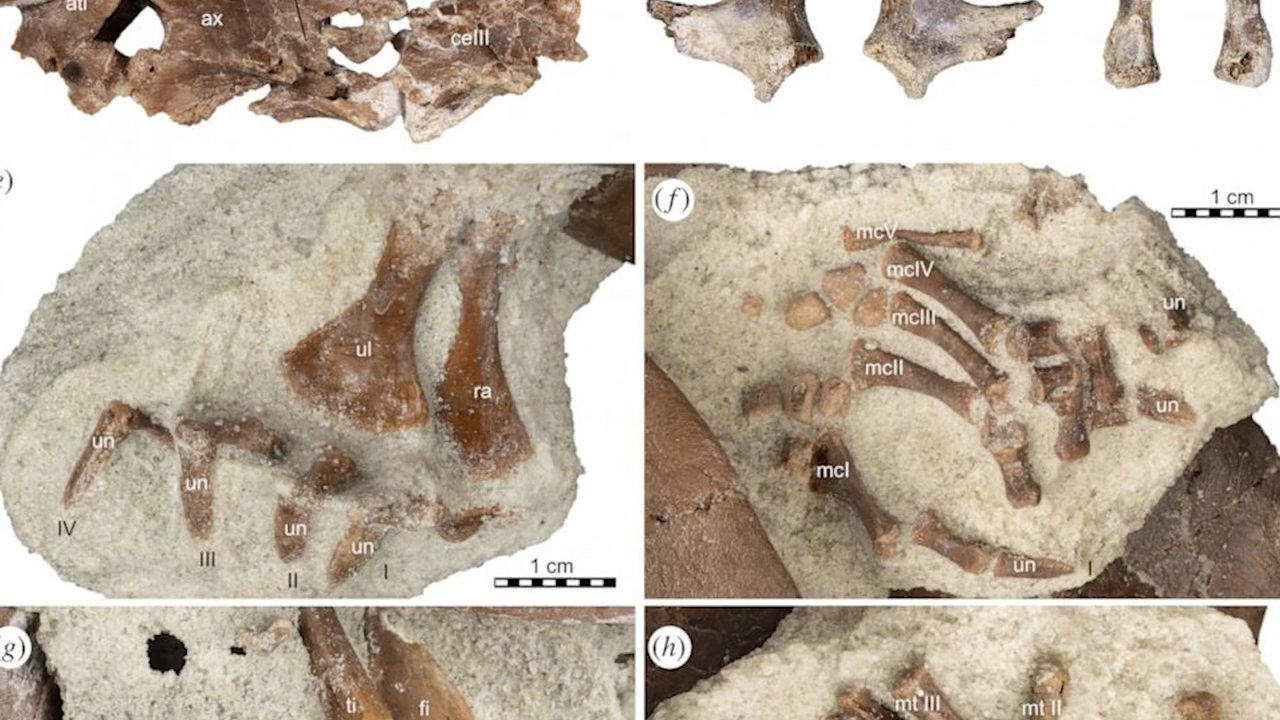 atl
ax
ceIII
e)
ul
ra
un
un
un
un
IV
III
II
I
1 cm
(f)
1 cm
mcV
mcIV
mcIII
mcII
mcI
un
un
un
I
g)
ti
fi
(h)
mt III
mt II